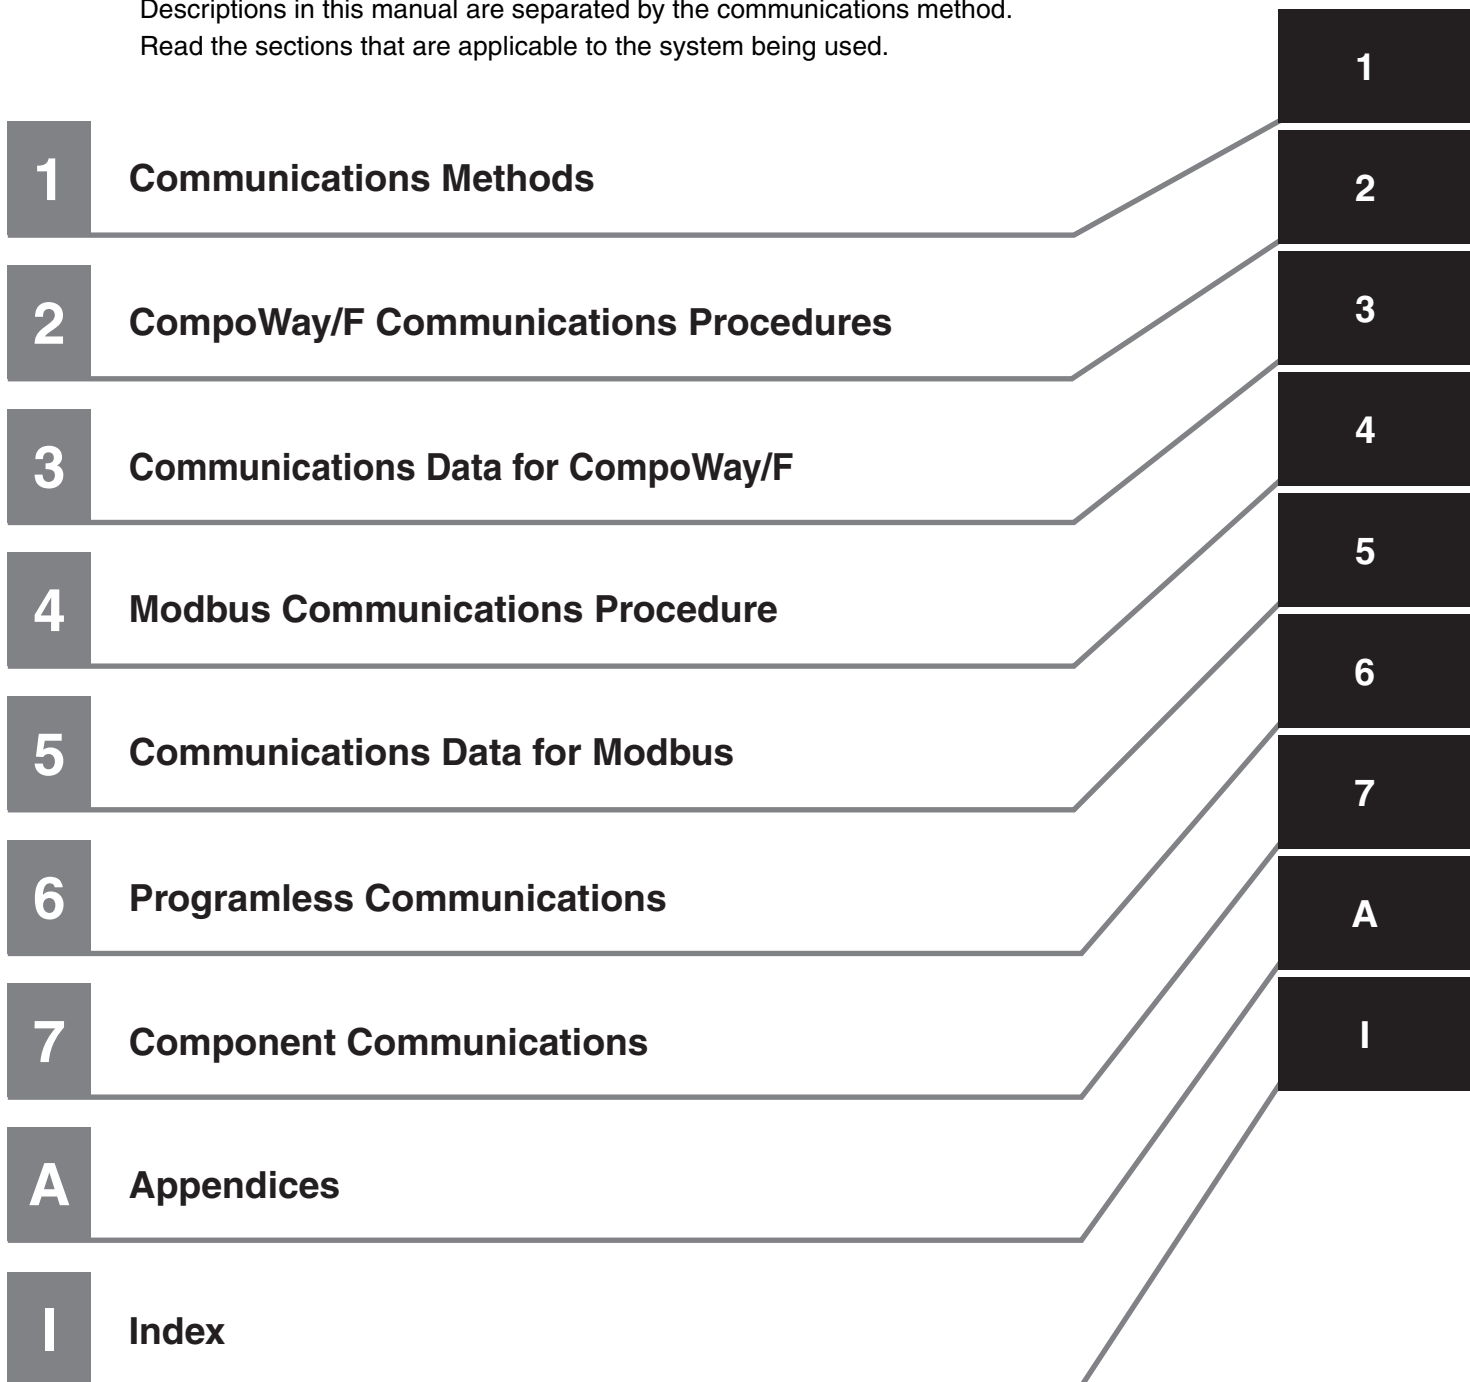 Descriptions in this manual are separated by the communications method.
Read the sections that are applicable to the system being used.
1 Communications Methods
2 CompoWay/F Communications Procedures
3 Communications Data for CompoWay/F
4 Modbus Communications Procedure
5 Communications Data for Modbus
6 Programless Communications
7 Component Communications
A Appendices
I Index
1
2
3
4
5
6
7
A
I